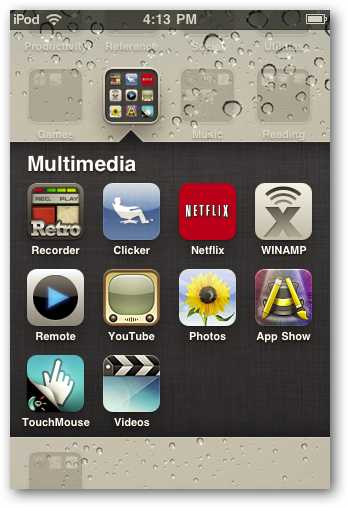 iPod 4:13 PM
Productivity Reference Social Utilities
Games Music Reading
Multimedia
REC. PLAY
Retro
NETFLIX
Recorder Clicker Netflix WINAMP
Remote YouTube Photos App Show
TouchMouse Videos